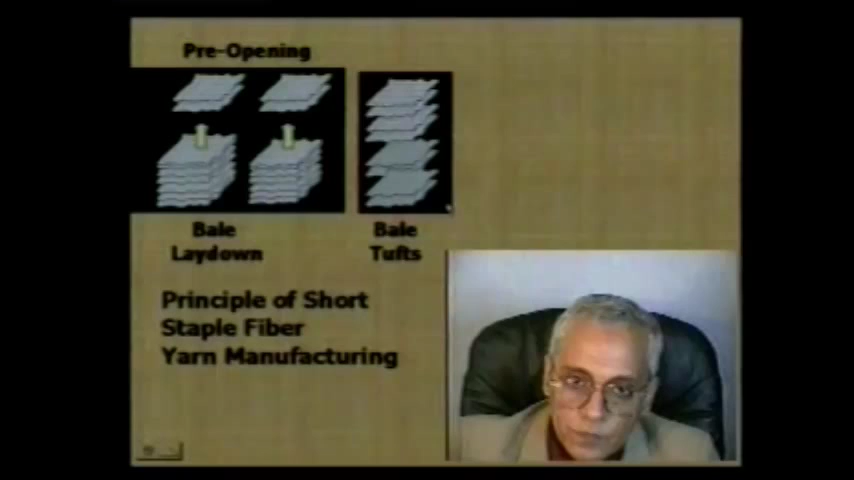 Pre-Opening
Bale
Laydown
Bale
Tufts
Principle of Short
Staple Fiber
Yarn Manufacturing